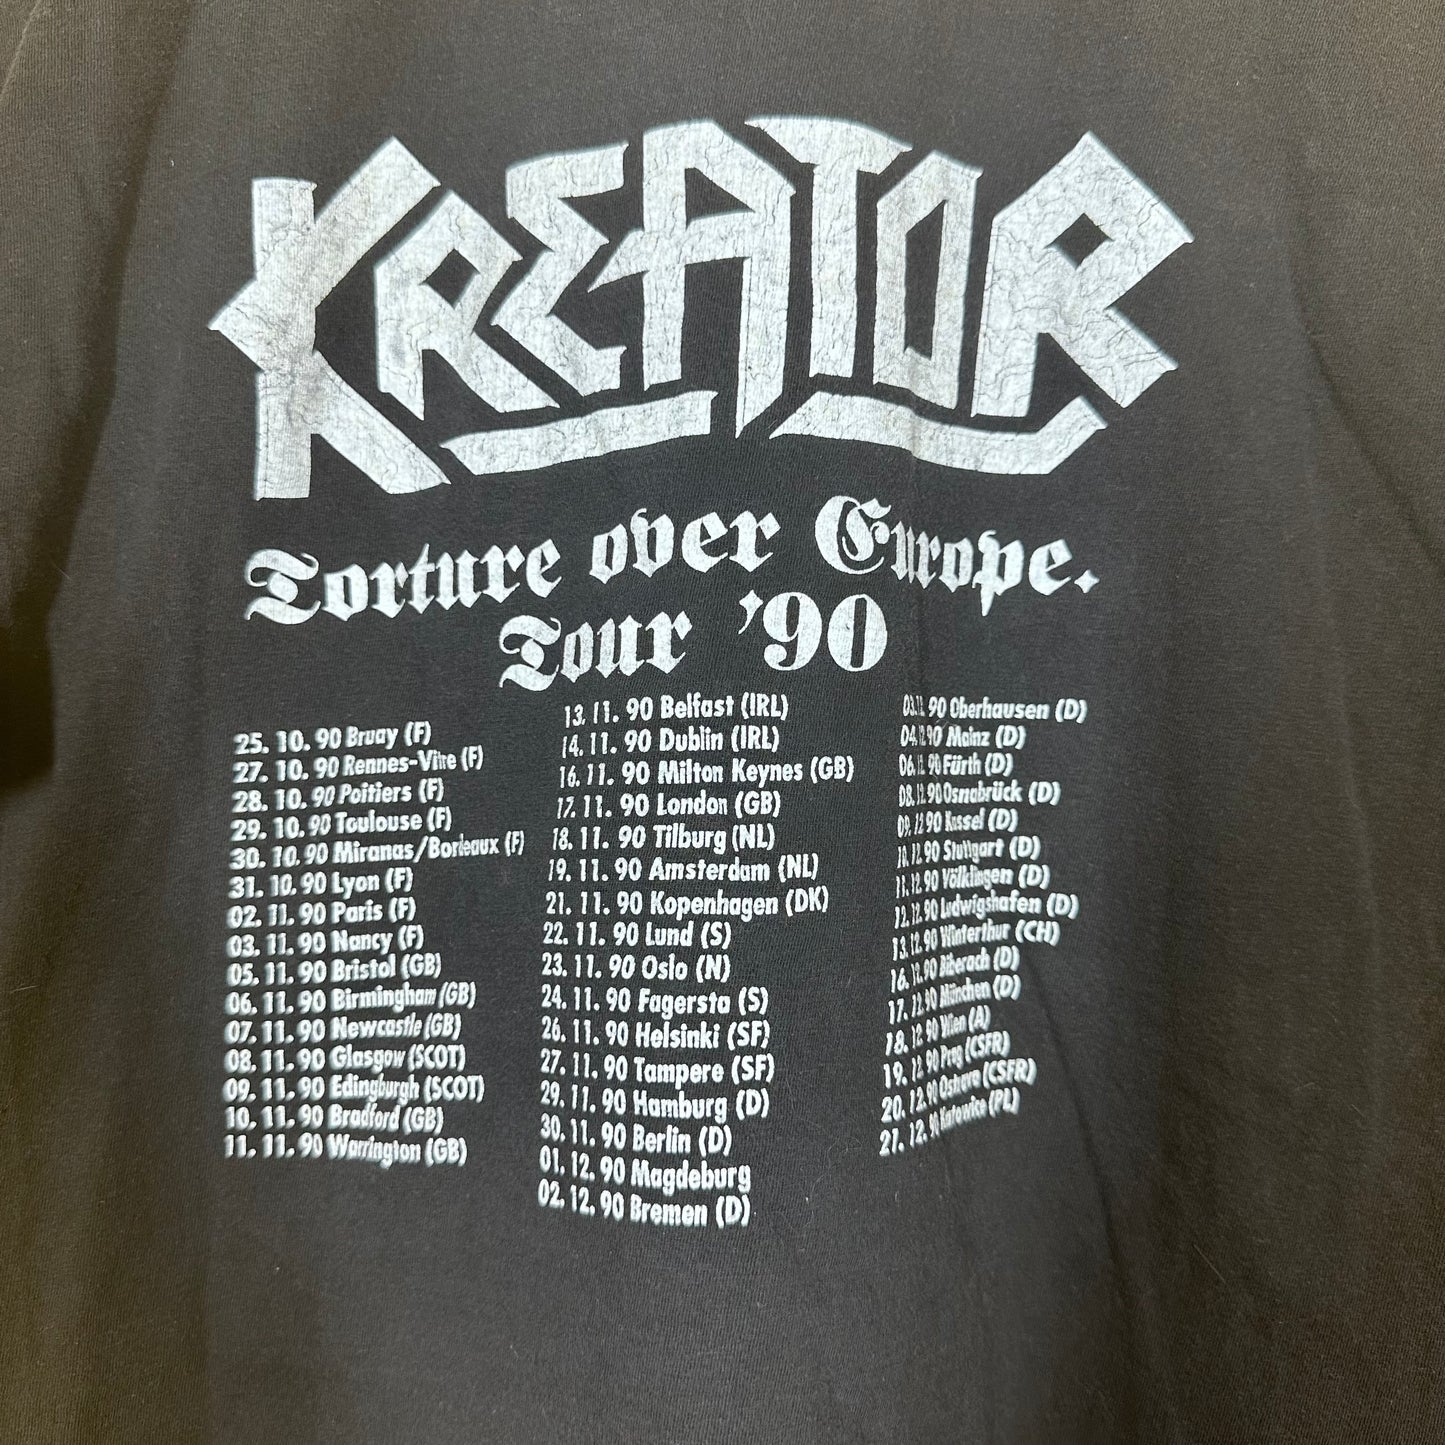 KREATOR
Torture over Europe.
Tour '90
25. 10. 90 Bruay (F)
27. 10. 90 Rennes-Vitre (F)
28. 10. 90 Poitiers (F)
29. 10. 90 Toulouse (F)
30. 10. 90 Miranas/Bordeaux (F)
31. 10. 90 Lyon (F)
02. 11. 90 Paris (F)
03. 11. 90 Nancy (F)
05. 11. 90 Bristol (GB)
06. 11. 90 Birmingham (GB)
07. 11. 90 Newcastle (GB)
08. 11. 90 Glasgow (SCOT)
09. 11. 90 Edingburgh (SCOT)
10. 11. 90 Bradford (GB)
11. 11. 90 Warrington (GB)
13. 11. 90 Belfast (IRL)
14. 11. 90 Dublin (IRL)
16. 11. 90 Milton Keynes (GB)
17. 11. 90 London (GB)
18. 11. 90 Tilburg (NL)
19. 11. 90 Amsterdam (NL)
21. 11. 90 Kopenhagen (DK)
22. 11. 90 Lund (S)
23. 11. 90 Oslo (N)
24. 11. 90 Fagersta (S)
26. 11. 90 Helsinki (SF)
27. 11. 90 Tampere (SF)
29. 11. 90 Hamburg (D)
30. 11. 90 Berlin (D)
01. 12. 90 Magdeburg
02. 12. 90 Bremen (D)
03. 12. 90 Oberhausen (D)
04. 12. 90 Mainz (D)
06. 12. 90 Fürth (D)
08. 12. 90 Osnabrück (D)
09. 12. 90 Kassel (D)
10. 12. 90 Stuttgart (D)
11. 12. 90 Völklingen (D)
12. 12. 90 Ludwigshafen (D)
13. 12. 90 Winterthur (CH)
16. 12. 90 Biberach (D)
17. 12. 90 München (D)
18. 12. 90 Wien (A)
19. 12. 90 Prag (CSFR)
20. 12. 90 Ostrava (CSFR)
21. 12. 90 Katowice (PL)